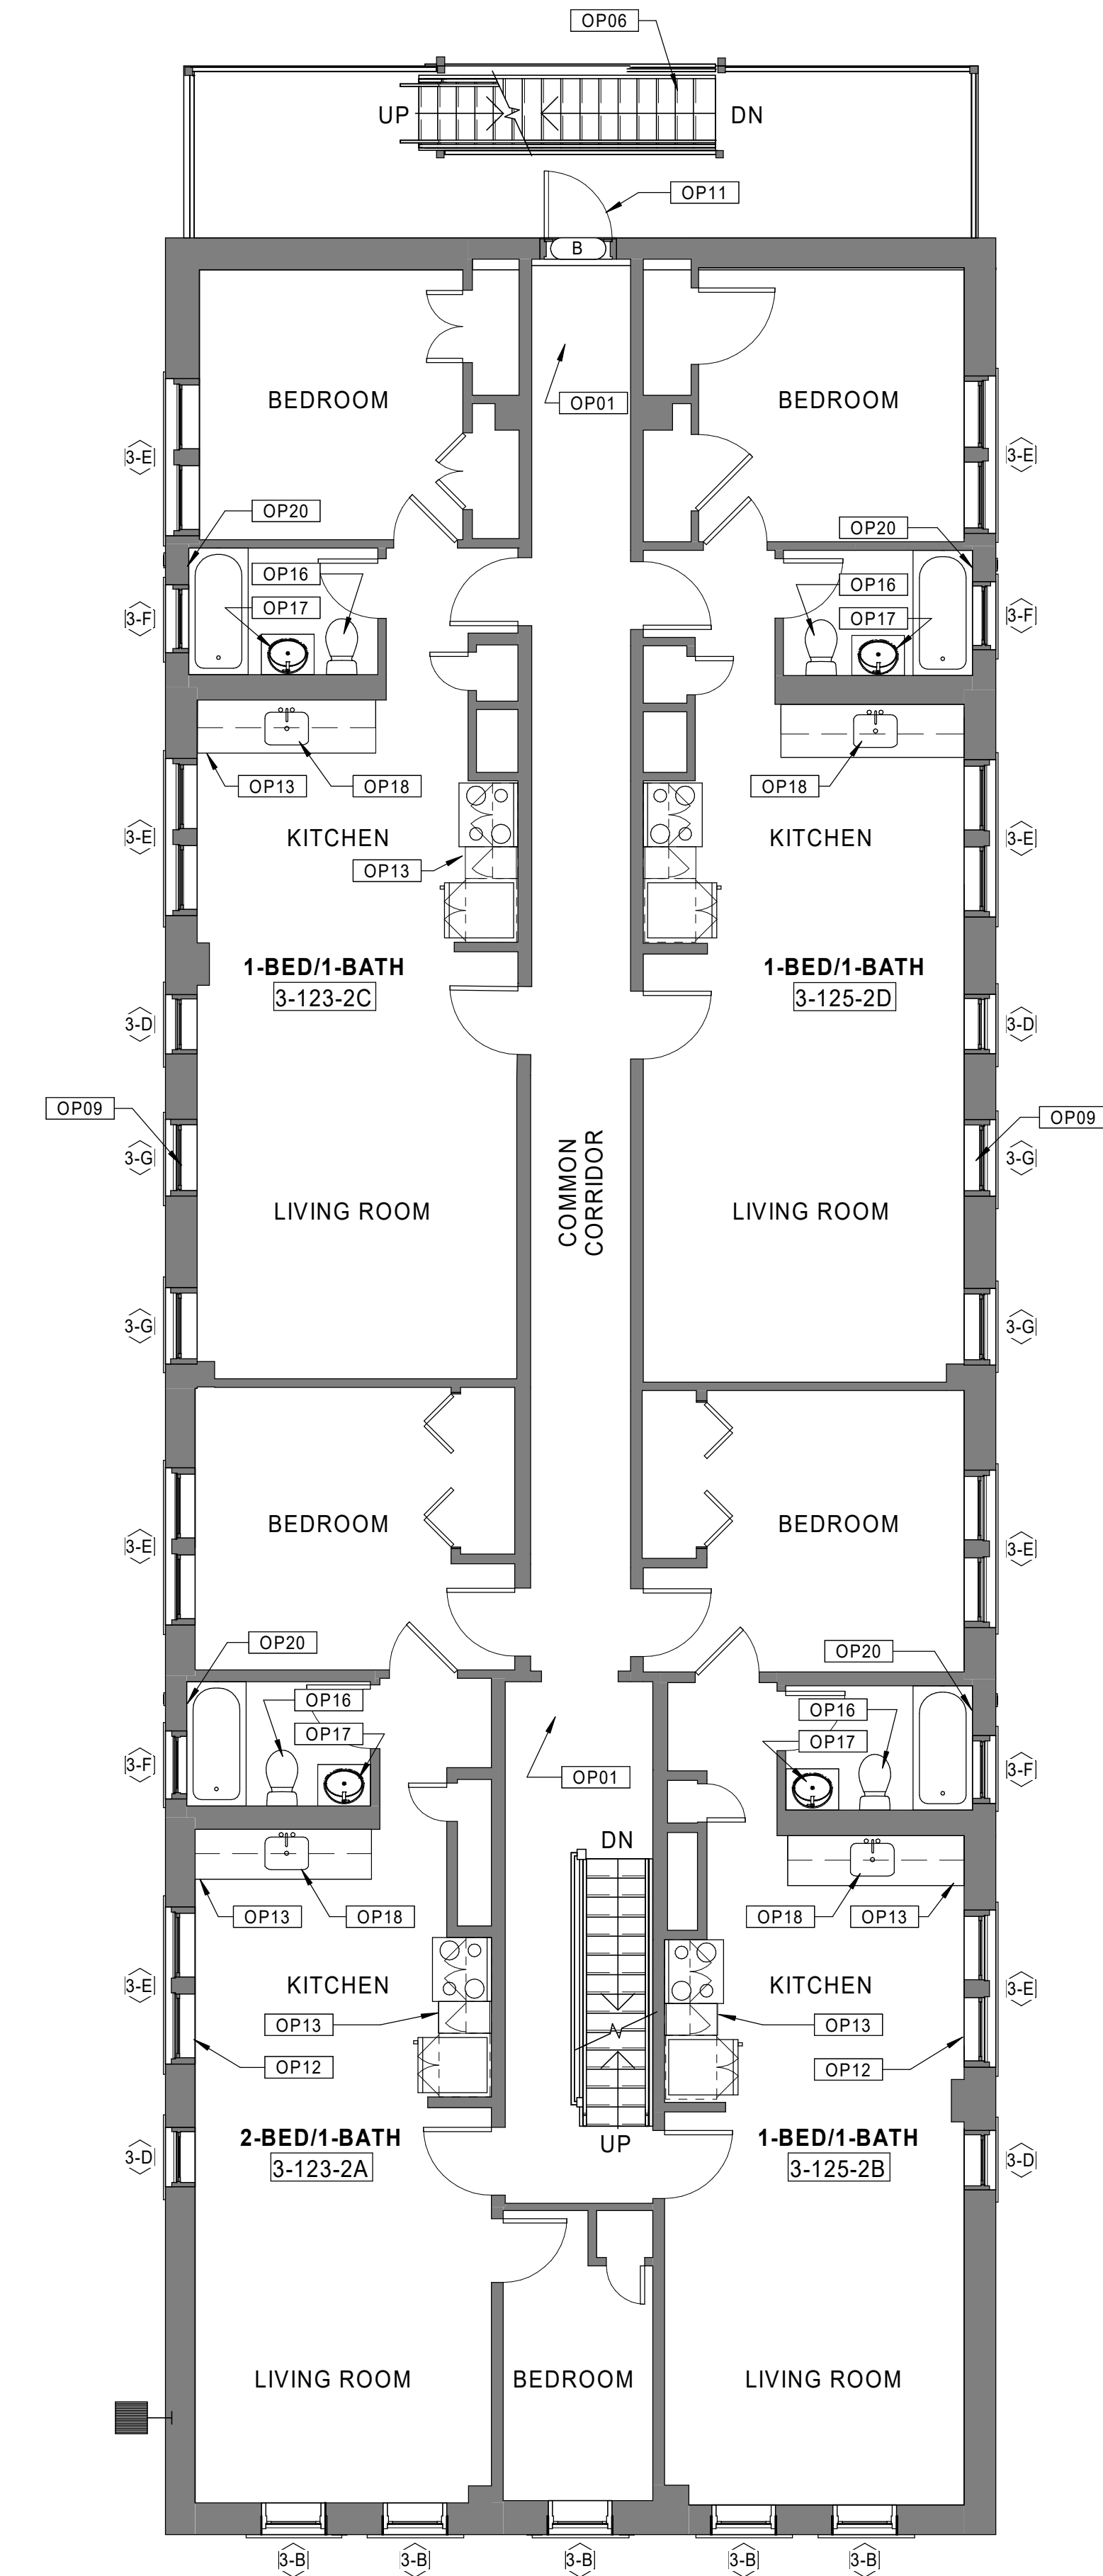 OP06
UP
DN
OP11
B
OP01
BEDROOM
BEDROOM
3-E
3-E
OP20
OP20
OP16
OP16
OP17
OP17
3-F
3-F
OP13
OP18
OP18
3-E
KITCHEN
KITCHEN
3-E
OP13
1-BED/1-BATH
1-BED/1-BATH
3-123-2C
3-125-2D
3-D
3-D
OP09
OP09
3-G
3-G
COMMON
CORRIDOR
LIVING ROOM
LIVING ROOM
3-G
3-G
BEDROOM
BEDROOM
3-E
3-E
OP20
OP20
OP16
OP16
OP17
OP17
3-F
3-F
OP01
DN
OP13
OP18
OP18
OP13
3-E
KITCHEN
KITCHEN
3-E
OP13
OP13
OP12
OP12
2-BED/1-BATH
1-BED/1-BATH
UP
3-D
3-123-2A
3-125-2B
3-D
LIVING ROOM
BEDROOM
LIVING ROOM
3-B
3-B
3-B
3-B
3-B